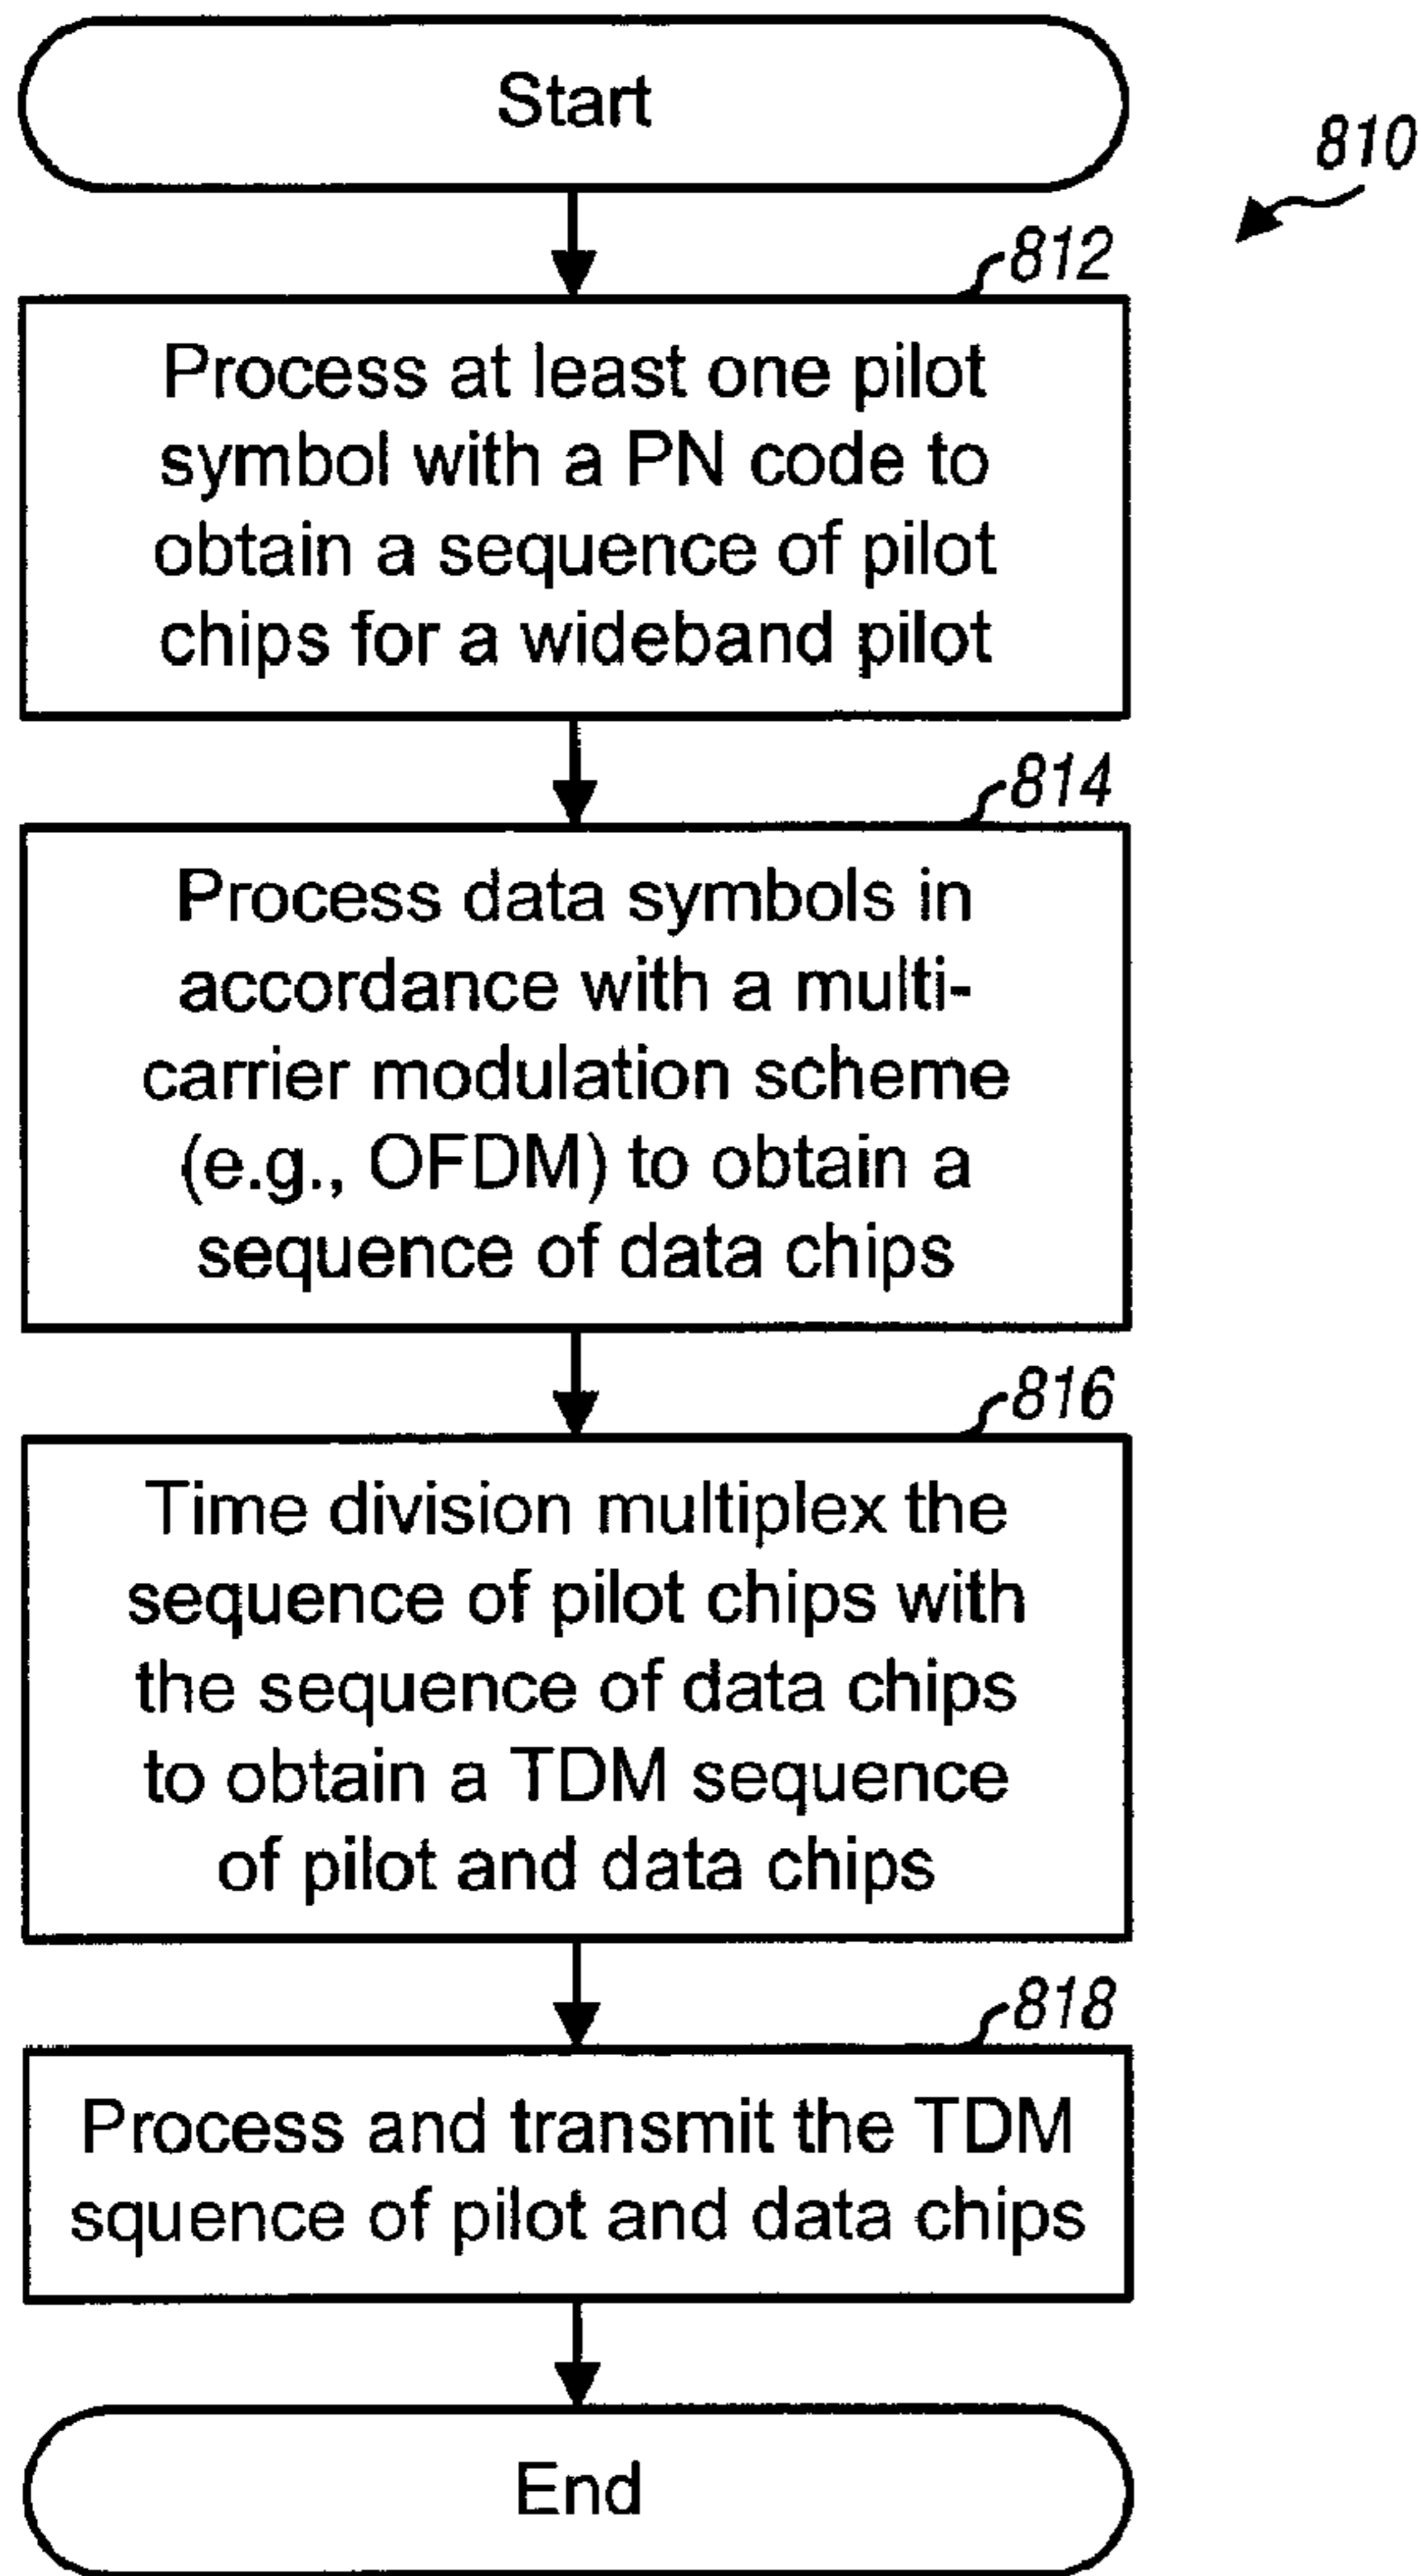 Start
810
812
Process at least one pilot
symbol with a PN code to
obtain a sequence of pilot
chips for a wideband pilot
814
Process data symbols in
accordance with a multi-
carrier modulation scheme
(e.g., OFDM) to obtain a
sequence of data chips
816
Time division multiplex the
sequence of pilot chips with
the sequence of data chips
to obtain a TDM sequence
of pilot and data chips
818
Process and transmit the TDM
squence of pilot and data chips
End